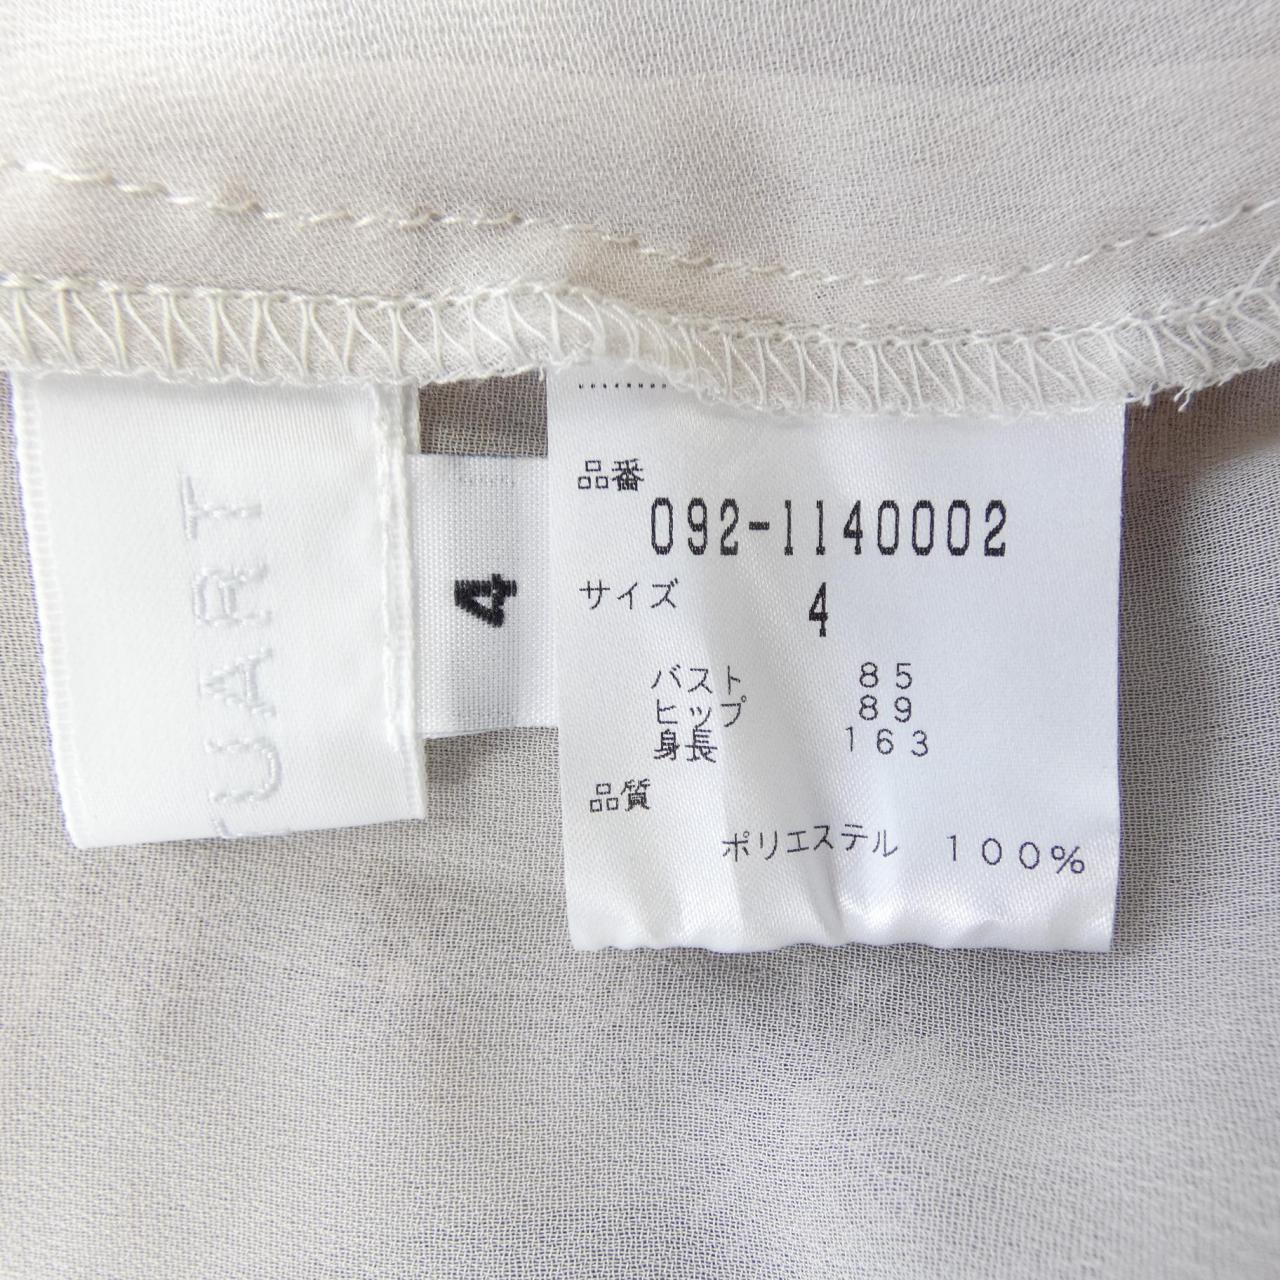 UART
4
品番
092-1140002
サイズ 4
バスト 85
ヒップ 89
身長 163
品質
ポリエステル 100%